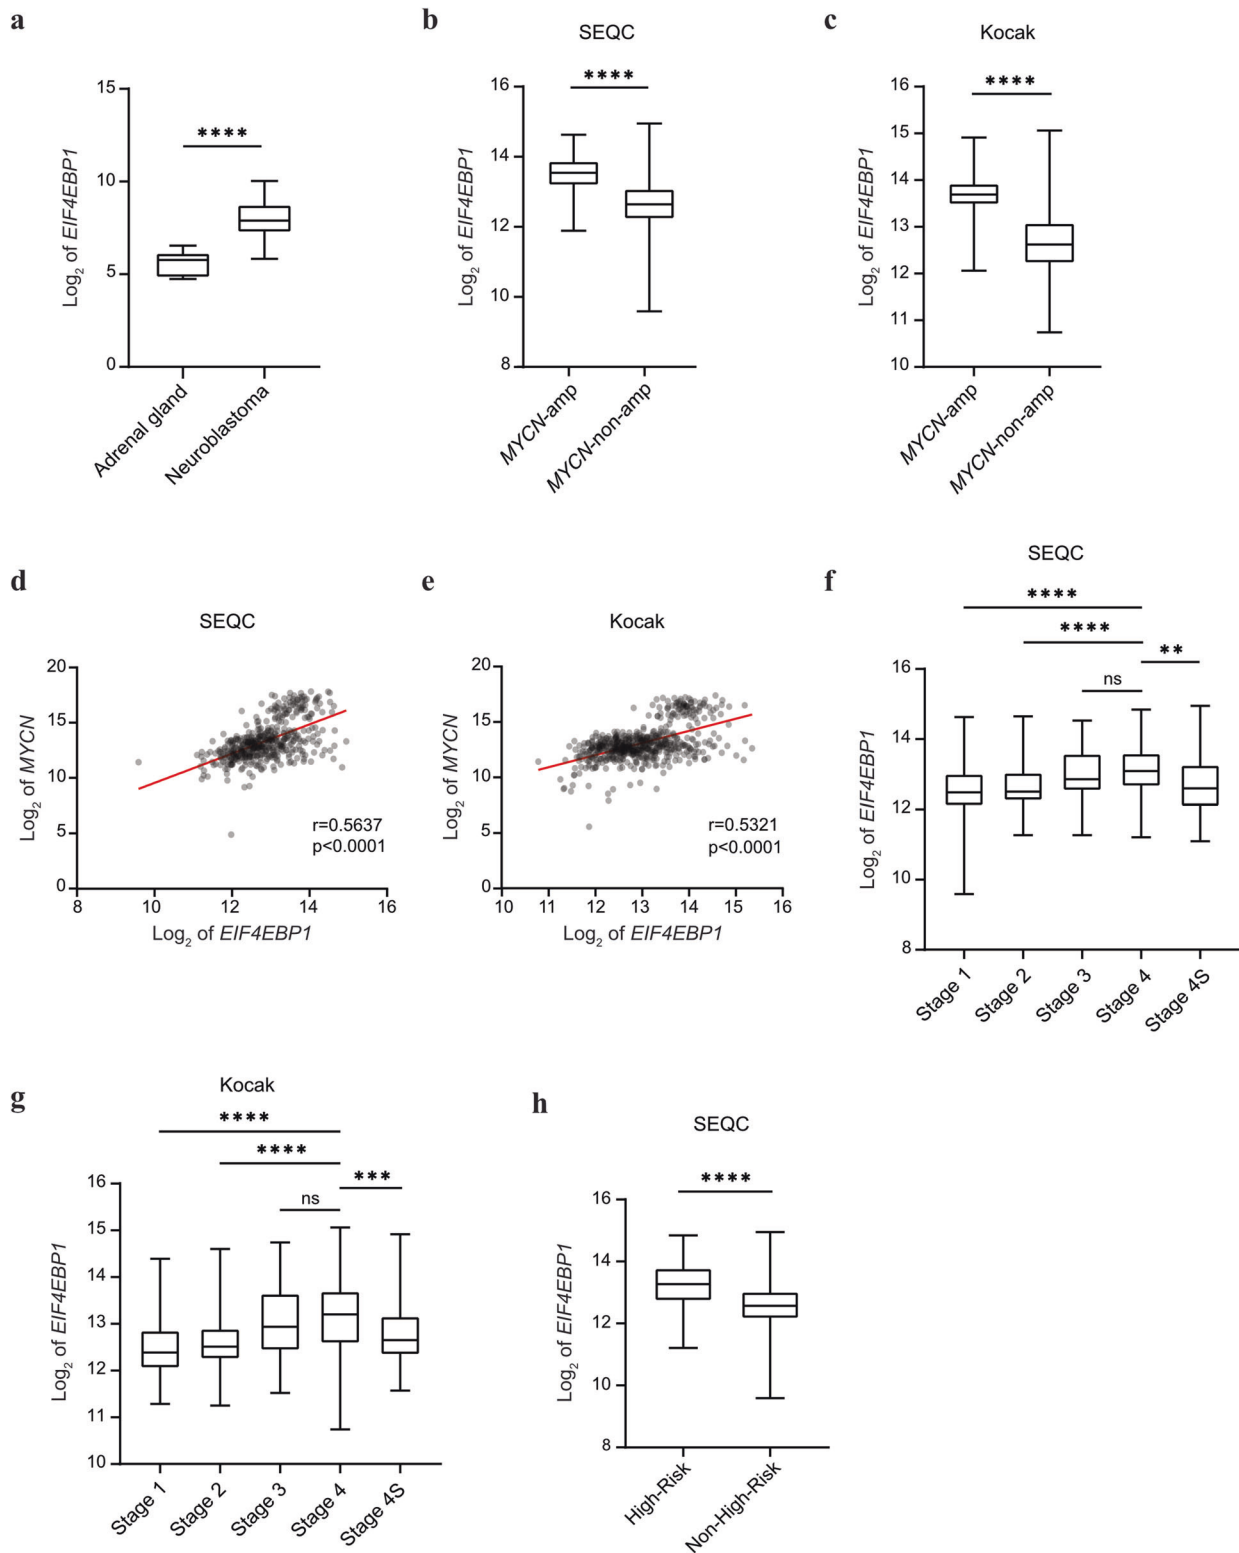 a
15
10
5
0
Log2 of EIF4EBP1
****
Adrenal gland
Neuroblastoma
b
SEQC
****
16
14
12
10
8
Log2 of EIF4EBP1
MYCN-amp
MYCN-non-amp
c
Kocak
****
16
15
14
13
12
11
10
Log2 of EIF4EBP1
MYCN-amp
MYCN-non-amp
d
SEQC
20
15
10
5
0
Log2 of MYCN
r=0.5637
p<0.0001
8 10 12 14 16
Log2 of EIF4EBP1
e
Kocak
20
15
10
5
0
Log2 of MYCN
r=0.5321
p<0.0001
10 11 12 13 14 15 16
Log2 of EIF4EBP1
f
SEQC
****
****
**
ns
16
14
12
10
8
Log2 of EIF4EBP1
Stage 1
Stage 2
Stage 3
Stage 4
Stage 4S
g
Kocak
****
****
***
ns
16
15
14
13
12
11
10
Log2 of EIF4EBP1
Stage 1
Stage 2
Stage 3
Stage 4
Stage 4S
h
SEQC
****
16
14
12
10
8
Log2 of EIF4EBP1
High-Risk
Non-High-Risk